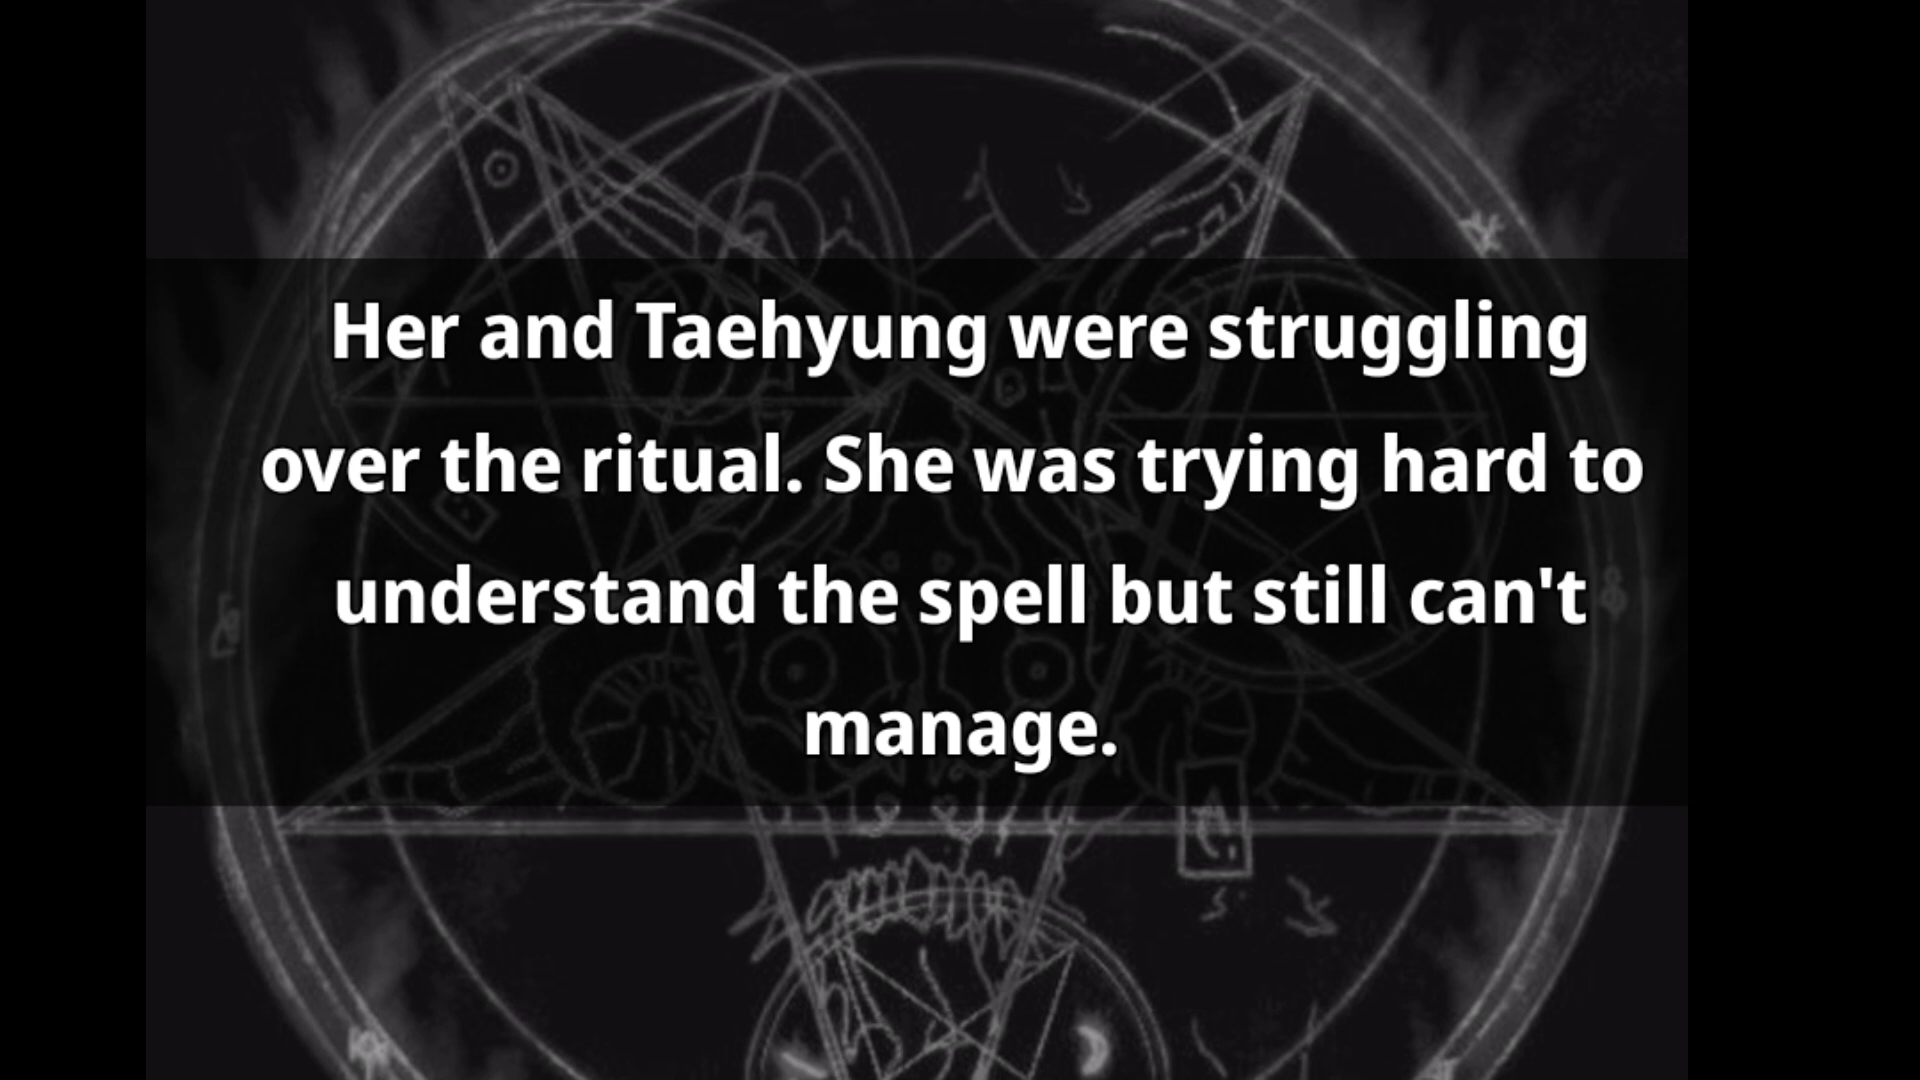 Her and Taehyung were struggling
over the ritual. She was trying hard to
understand the spell but still can't
manage.